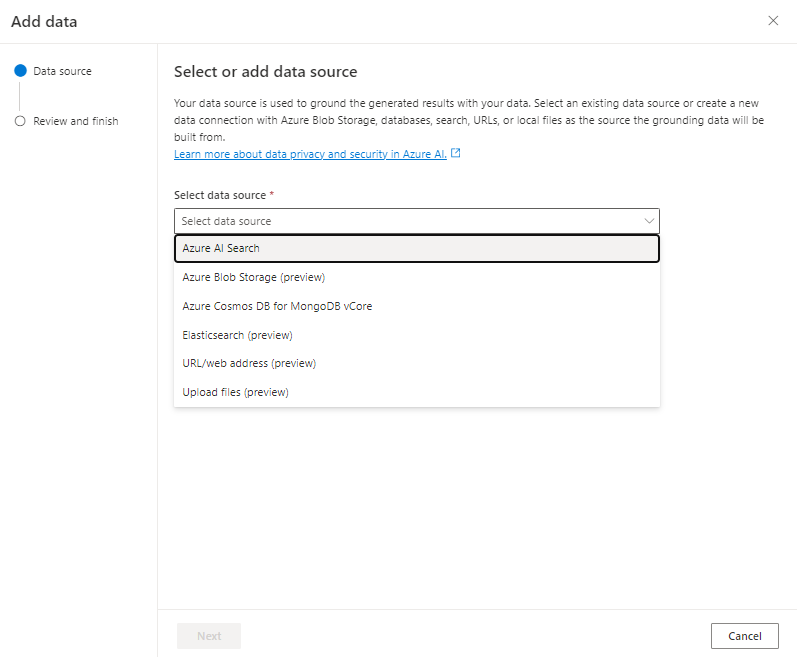 Add data
Data source
Review and finish
Select or add data source
Your data source is used to ground the generated results with your data. Select an existing data source or create a new
data connection with Azure Blob Storage, databases, search, URLs, or local files as the source the grounding data will be
built from.
Learn more about data privacy and security in Azure AI.
Select data source *
Select data source
Azure AI Search
Azure Blob Storage (preview)
Azure Cosmos DB for MongoDB vCore
Elasticsearch (preview)
URL/web address (preview)
Upload files (preview)
Next
Cancel